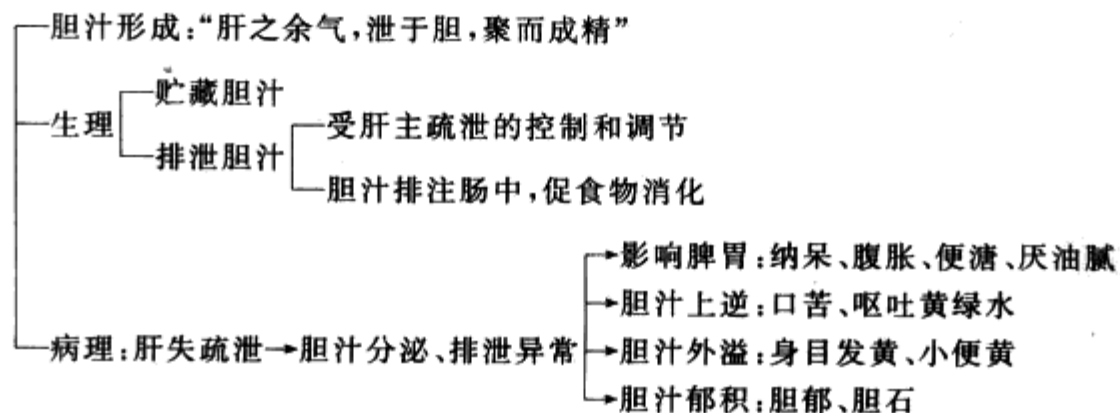 胆汁形成:“肝之余气,泄于胆,聚而成精”
生理
贮藏胆汁
排泄胆汁
受肝主疏泄的控制和调节
胆汁排注肠中,促食物消化
病理:肝失疏泄→胆汁分泌、排泄异常
影响脾胃:纳呆、腹胀、便溏、厌油腻
胆汁上逆:口苦、呕吐黄绿水
胆汁外溢:身目发黄、小便黄
胆汁郁积:胆郁、胆石